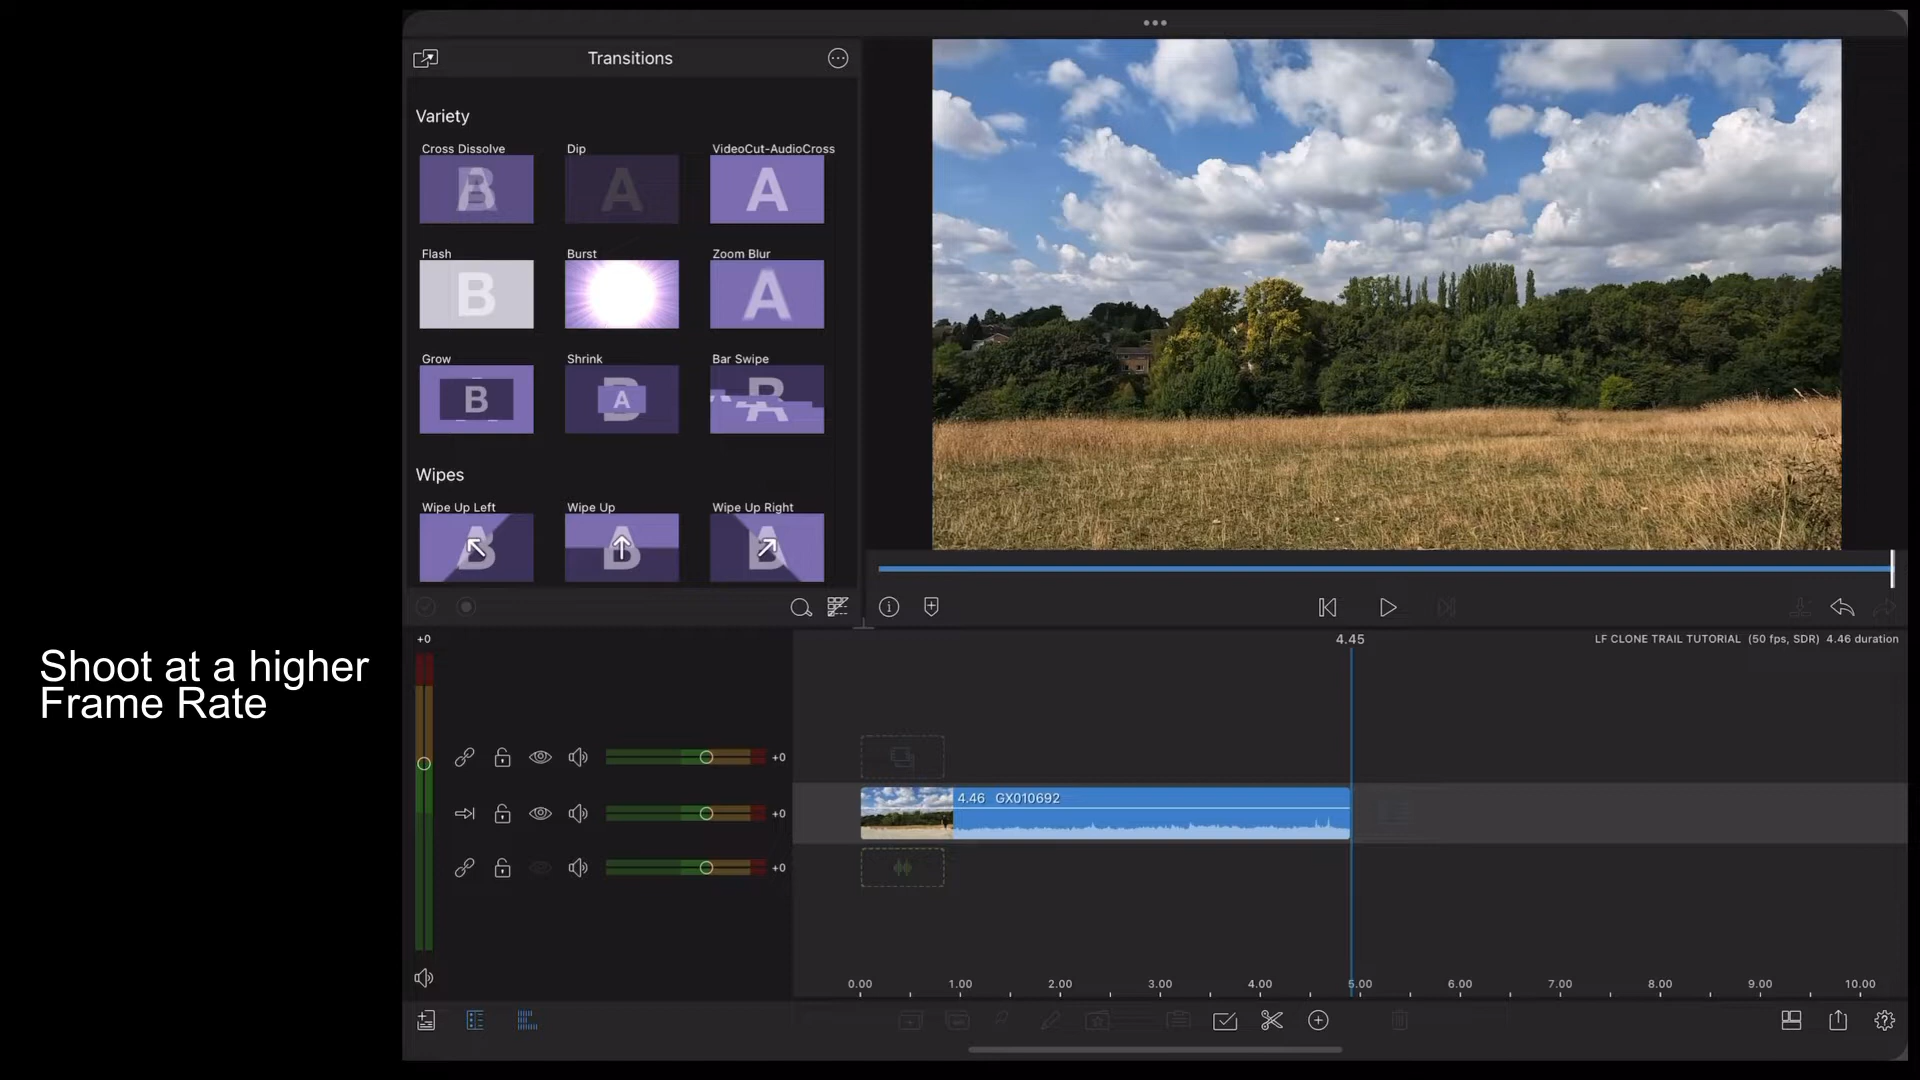 Transitions
Variety
Cross Dissolve
Dip
VideoCut-AudioCross
B
A
A
Flash
Burst
Zoom Blur
B
A
Grow
Shrink
Bar Swipe
B
A
B
Wipes
Wipe Up Left
Wipe Up
Wipe Up Right
B
B
B
Shoot at a higher
Frame Rate
+0
4.45
LF CLONE TRAIL TUTORIAL (50 fps, SDR) 4.46 duration
+0
4.46 GX010692
+0
+0
0.00 1.00 2.00 3.00 4.00 5.00 6.00 7.00 8.00 9.00 10.00